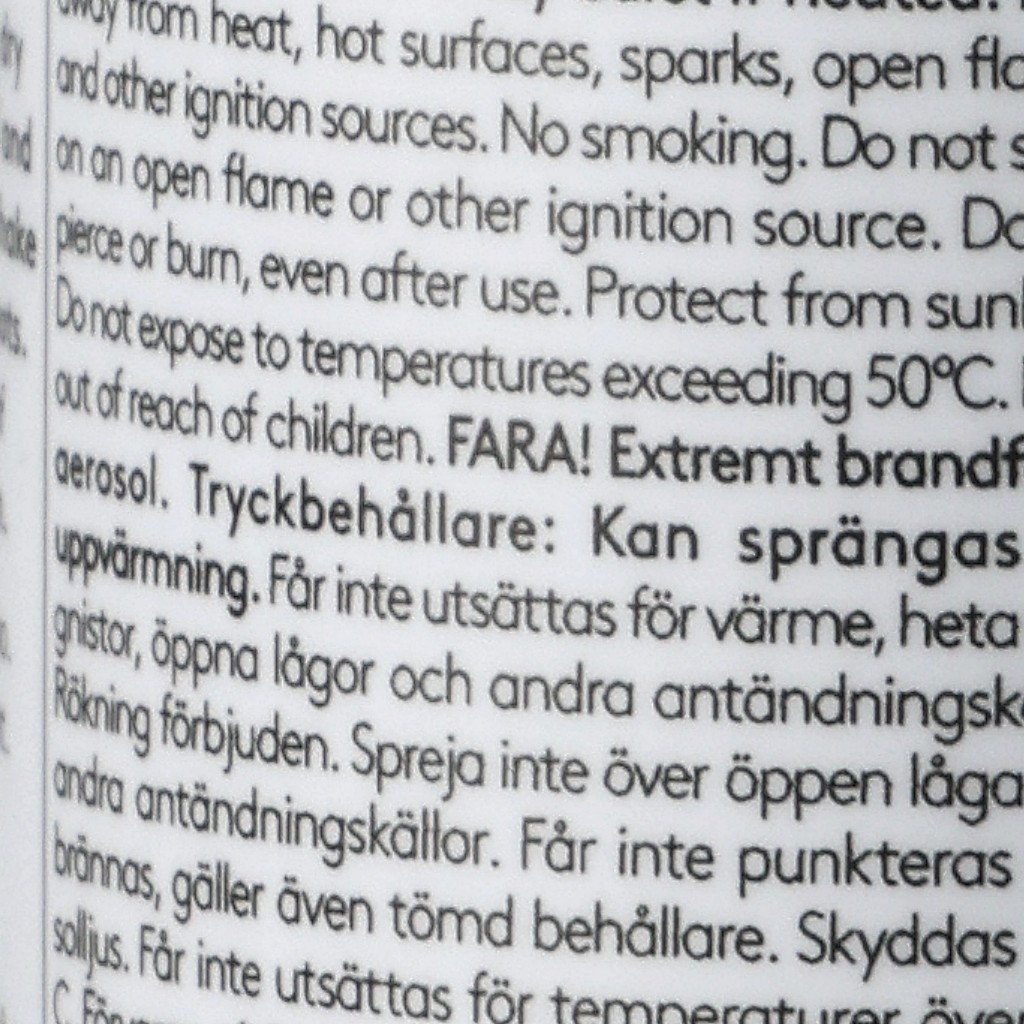 away from heat, hot surfaces, sparks, open
and other ignition sources. No smoking. Do not
on an open flame or other ignition source. Do
pierce or burn, even after use. Protect from
Do not expose to temperatures exceeding 50°C.
out of reach of children. FARA! Extremt
aerosol. Tryckbehållare: Kan sprängas
uppvärmning. Får inte utsättas för värme, heta
gnistor, öppna lågor och andra
Rökning förbjuden. Spreja inte över öppen låga
andra antändningskällor. Får inte punkteras
brännas, gäller även tömd behållare. Skyddas
solljus. Får inte utsättas för temperaturer över
C.